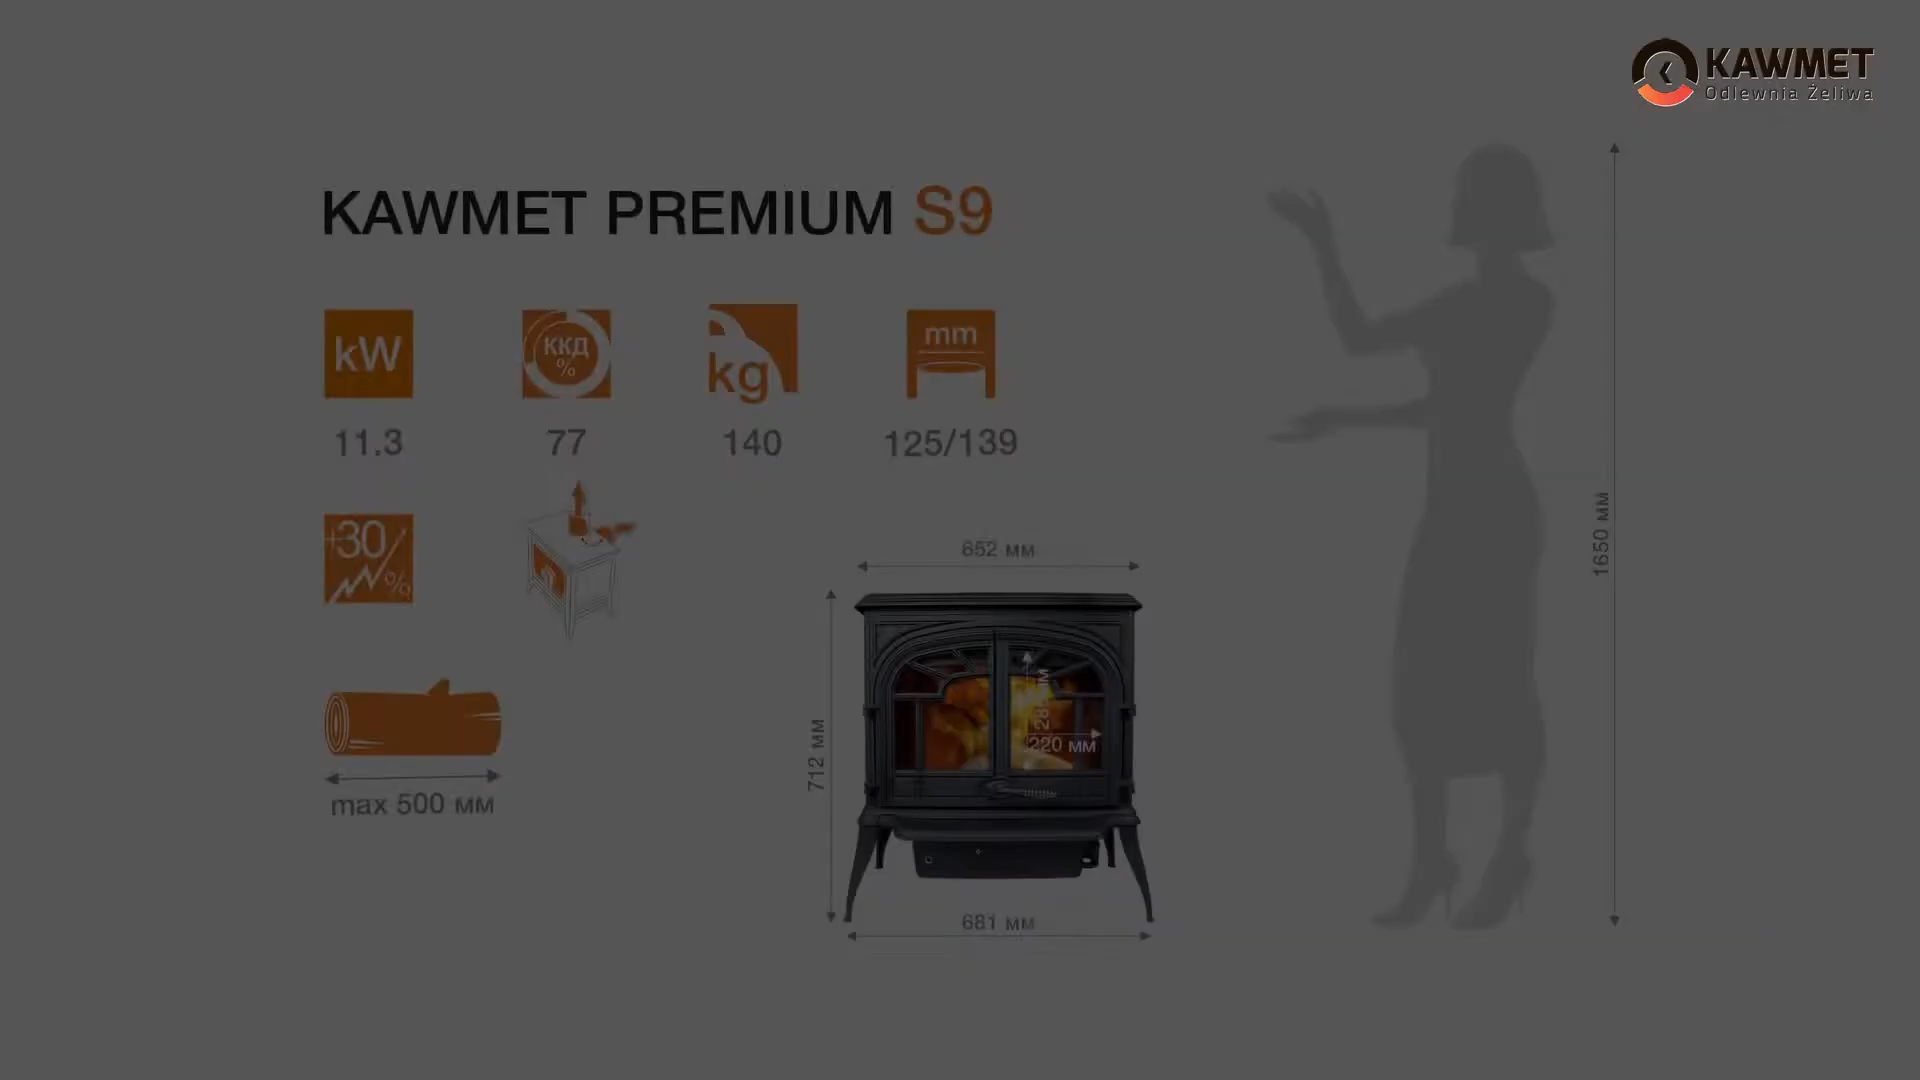 KAWMET
Odlewnia Żeliwa
KAWMET PREMIUM S9
kW
ККД
%
kg
mm
11.3
77
140
125/139
+30
%
max 500 мм
652 мм
712 мм
220 мм
681 мм
1650 мм